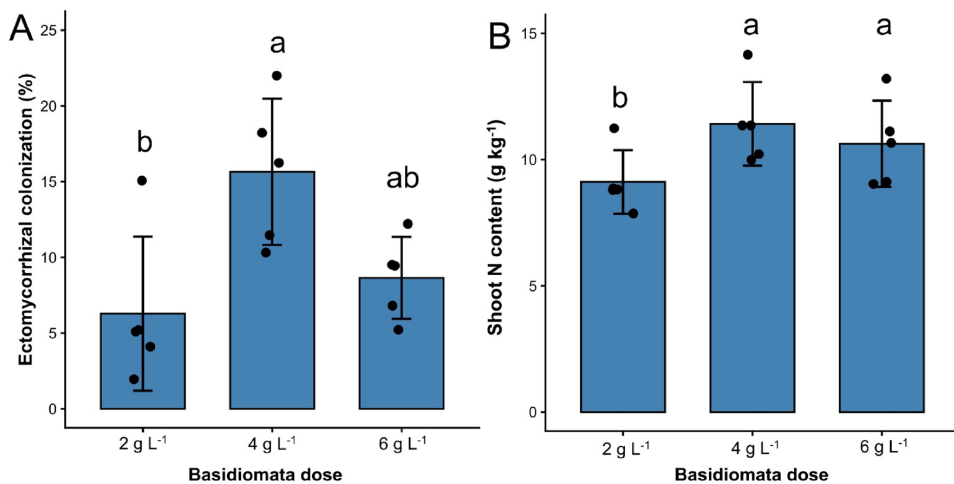 A
Ectomycorrhizal colonization (%)
25
20
15
10
5
0
b
a
ab
2 g L⁻¹
4 g L⁻¹
6 g L⁻¹
Basidiomata dose
B
Shoot N content (g kg⁻¹)
15
10
5
0
b
a
a
2 g L⁻¹
4 g L⁻¹
6 g L⁻¹
Basidiomata dose